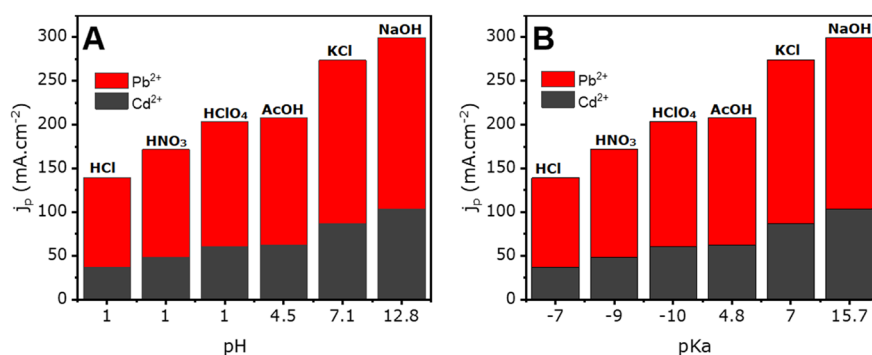 A
300
250
200
150
100
50
0
jₚ (mA.cm⁻²)
Pb²⁺
Cd²⁺
HCl
HNO₃
HClO₄
AcOH
KCl
NaOH
1 1 1 4.5 7.1 12.8
pH
B
300
250
200
150
100
50
0
jₚ (mA.cm⁻²)
Pb²⁺
Cd²⁺
HCl
HNO₃
HClO₄
AcOH
KCl
NaOH
-7 -9 -10 4.8 7 15.7
pKa